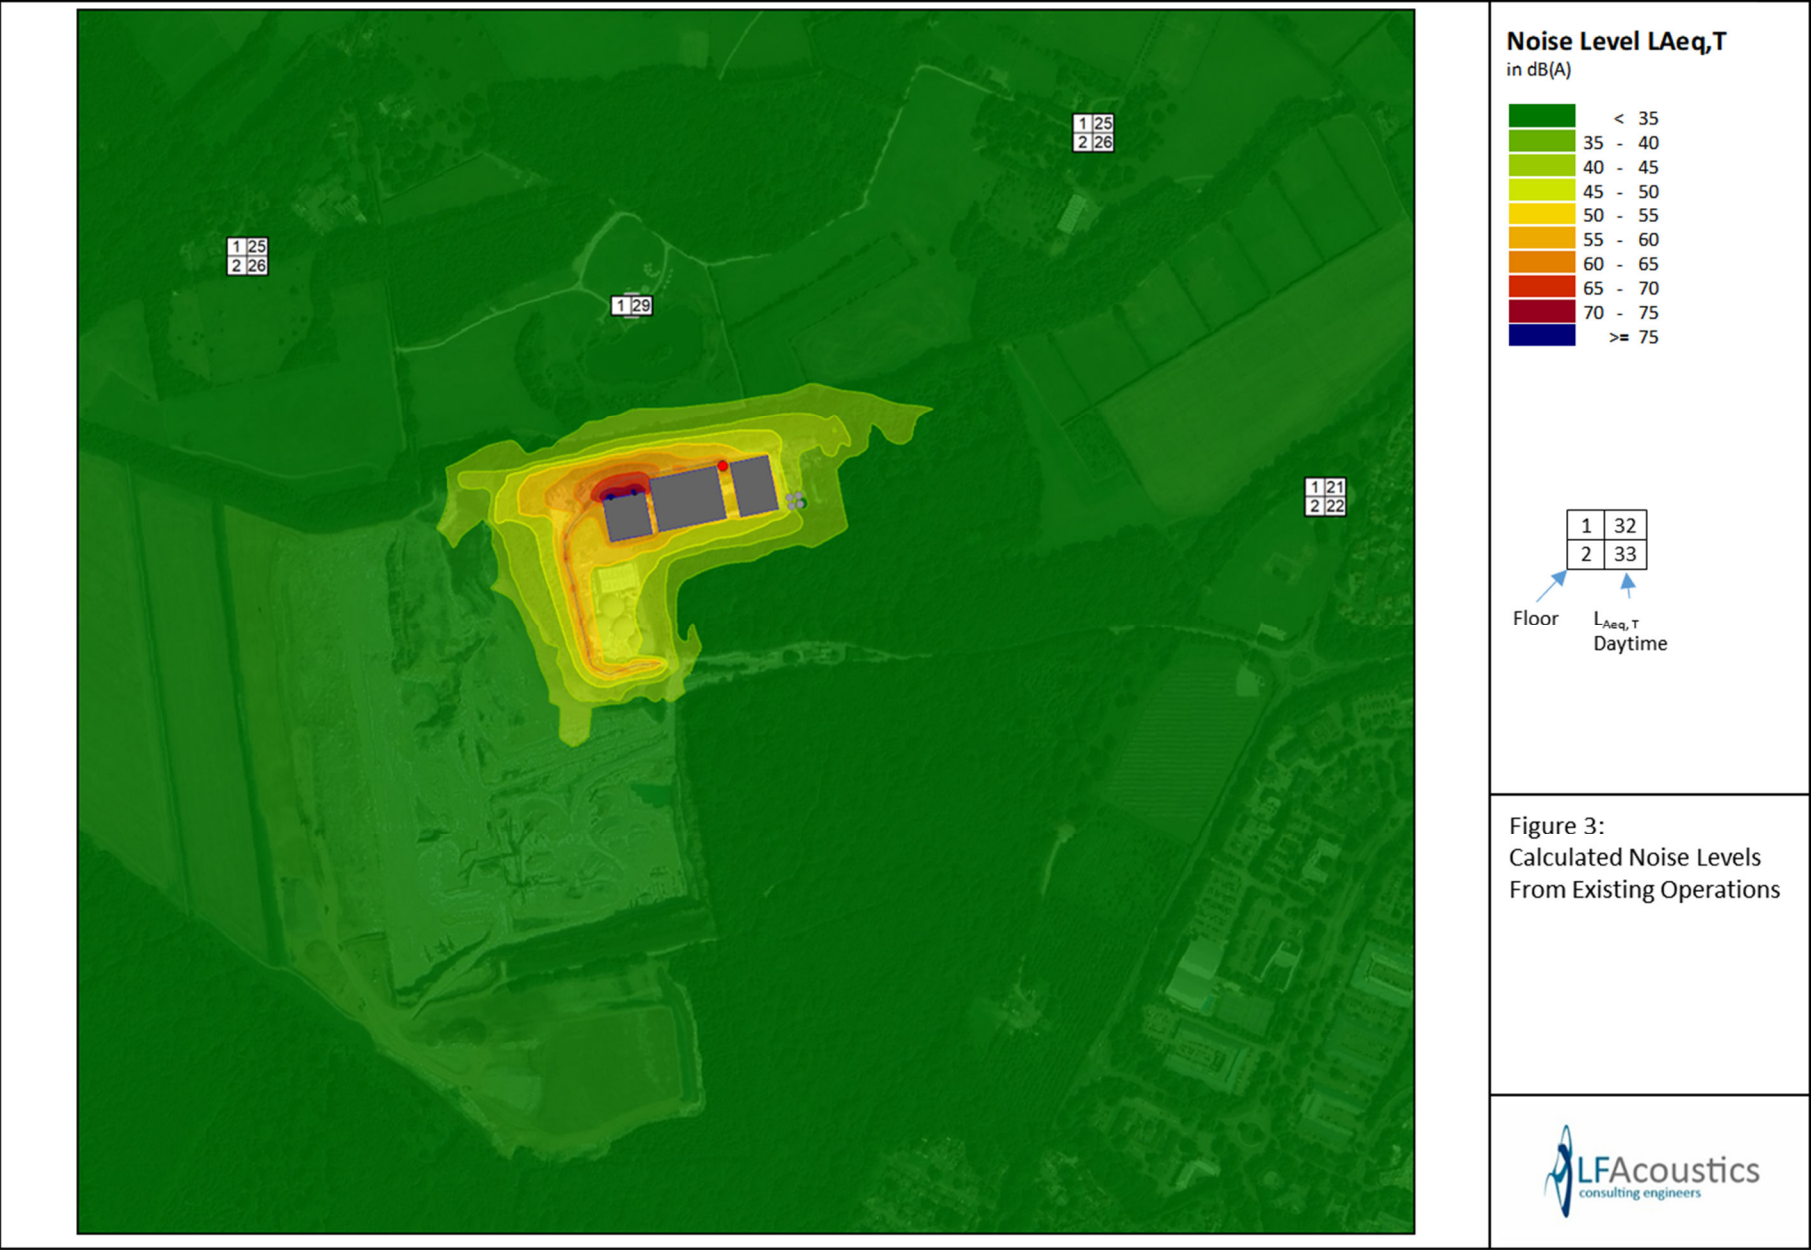 1 25
2 26
1 25
2 26
1 29
1 21
2 22
Noise Level LAeq,T
in dB(A)
< 35
35 - 40
40 - 45
45 - 50
50 - 55
55 - 60
60 - 65
65 - 70
70 - 75
>= 75
1 32
2 33
Floor
LAeq, T
Daytime
Figure 3:
Calculated Noise Levels
From Existing Operations
LFAcoustics
consulting engineers